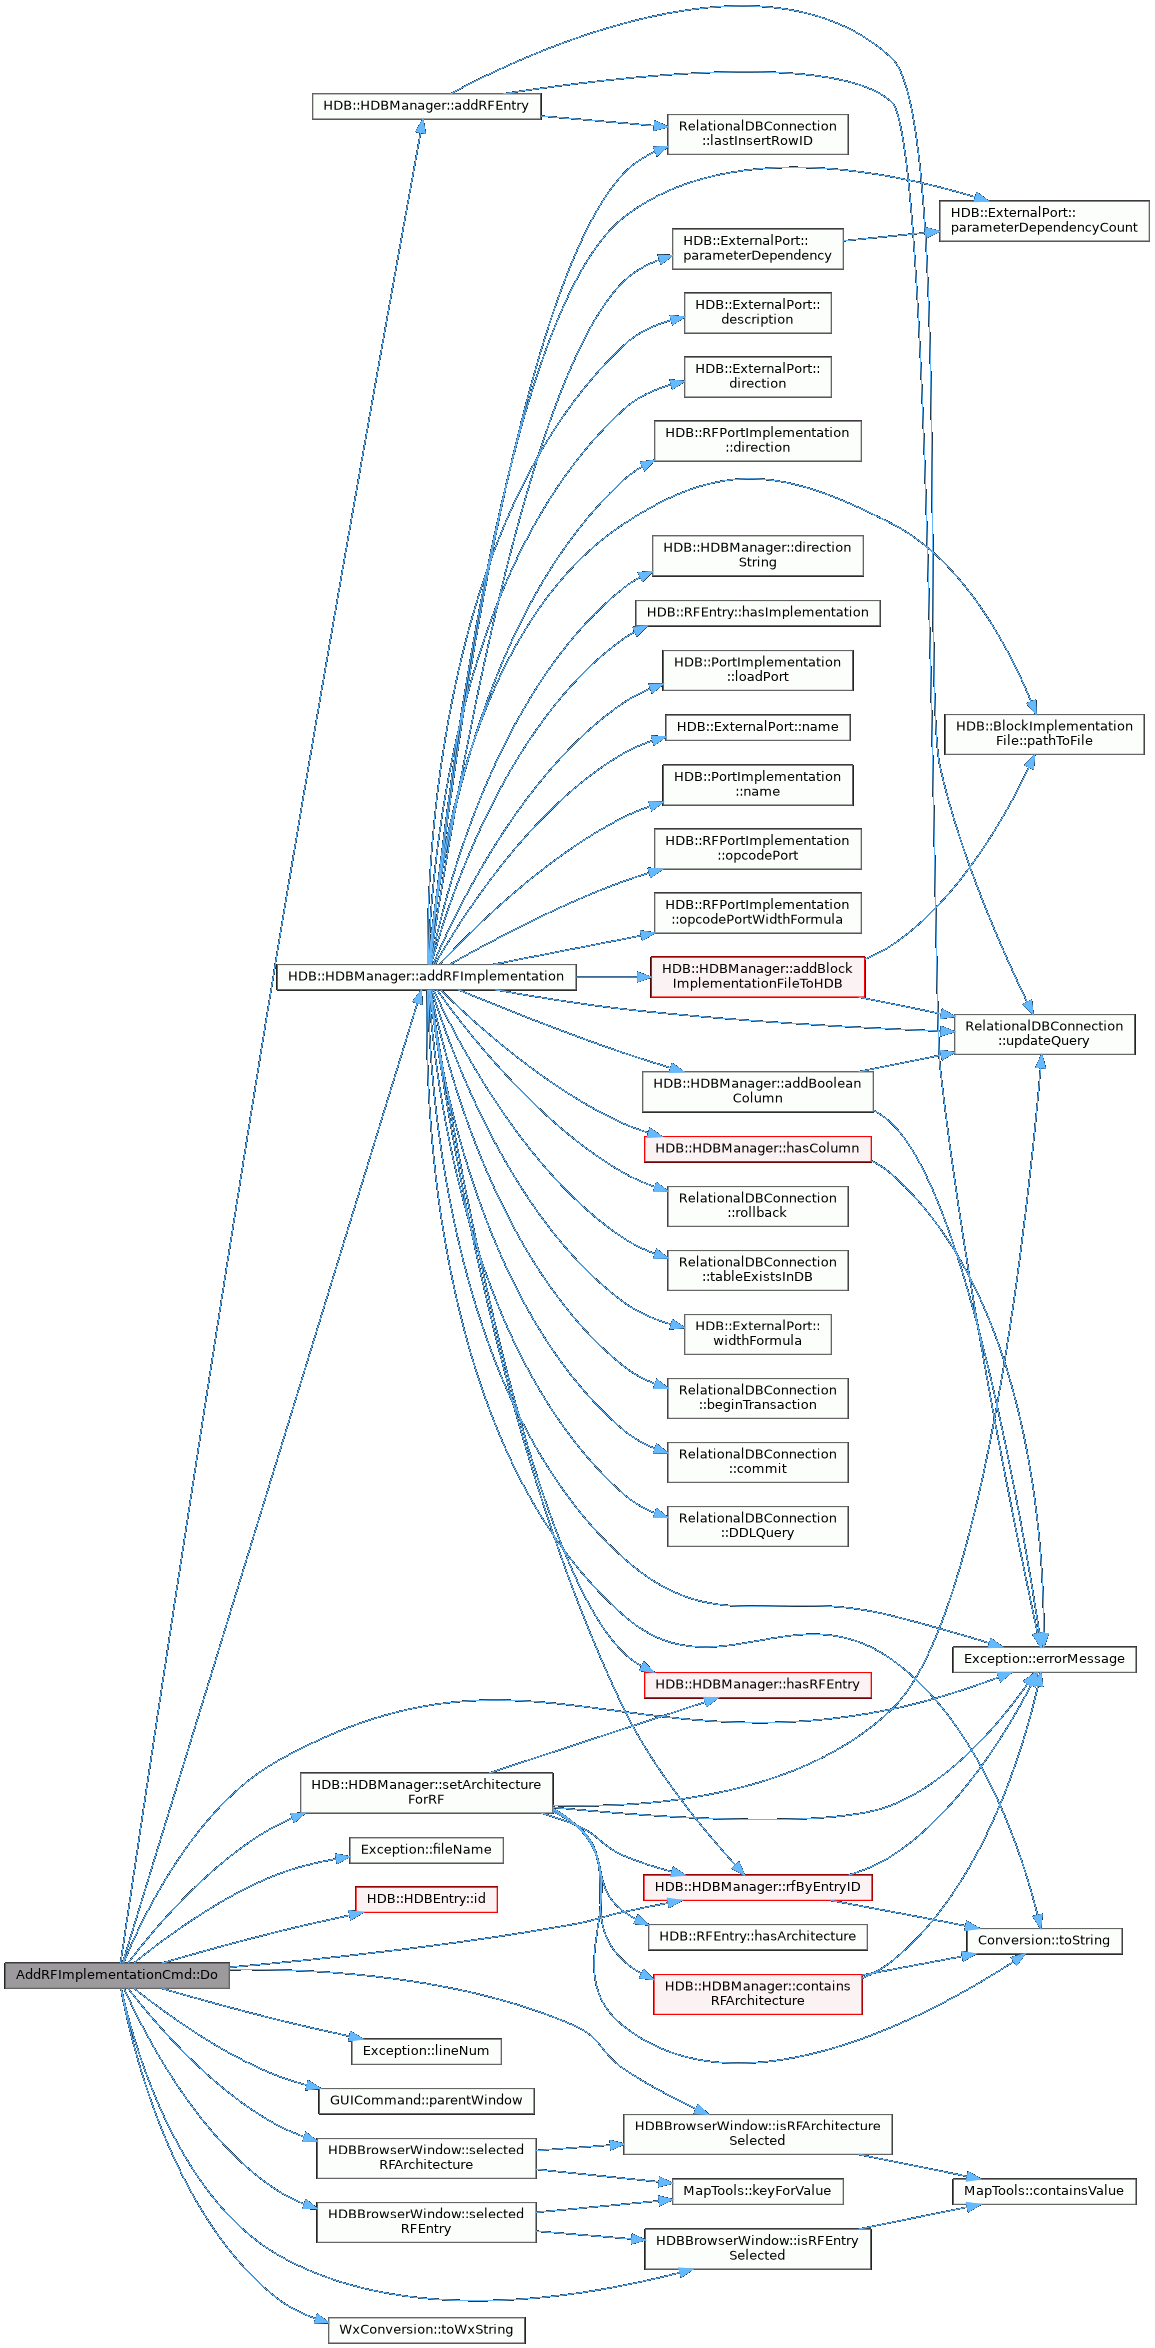 HDB::HDBManager::addRFEntry
RelationalDBConnection
::lastInsertRowID
HDB::ExternalPort::
parameterDependencyCount
HDB::ExternalPort::
parameterDependency
HDB::ExternalPort::
description
HDB::ExternalPort::
direction
HDB::RFPortImplementation
::direction
HDB::HDBManager::direction
String
HDB::RFEntry::hasImplementation
HDB::PortImplementation
::loadPort
HDB::ExternalPort::name
HDB::BlockImplementation
File::pathToFile
HDB::PortImplementation
::name
HDB::RFPortImplementation
::opcodePort
HDB::RFPortImplementation
::opcodePortWidthFormula
HDB::HDBManager::addRFImplementation
HDB::HDBManager::addBlock
ImplementationFileToHDB
RelationalDBConnection
::updateQuery
HDB::HDBManager::addBoolean
Column
HDB::HDBManager::hasColumn
RelationalDBConnection
::rollback
RelationalDBConnection
::tableExistsInDB
HDB::ExternalPort::
widthFormula
RelationalDBConnection
::beginTransaction
RelationalDBConnection
::commit
RelationalDBConnection
::DDLQuery
Exception::errorMessage
HDB::HDBManager::hasRFEntry
HDB::HDBManager::setArchitecture
ForRF
Exception::fileName
HDB::HDBManager::rfByEntryID
HDB::HDBEntry::id
HDB::RFEntry::hasArchitecture
Conversion::toString
AddRFImplementationCmd::Do
HDB::HDBManager::contains
RFArchitecture
Exception::lineNum
GUICommand::parentWindow
HDBBrowserWindow::isRFArchitecture
Selected
HDBBrowserWindow::selected
RFArchitecture
MapTools::keyForValue
MapTools::containsValue
HDBBrowserWindow::selected
RFEntry
HDBBrowserWindow::isRFEntry
Selected
WxConversion::toWxString